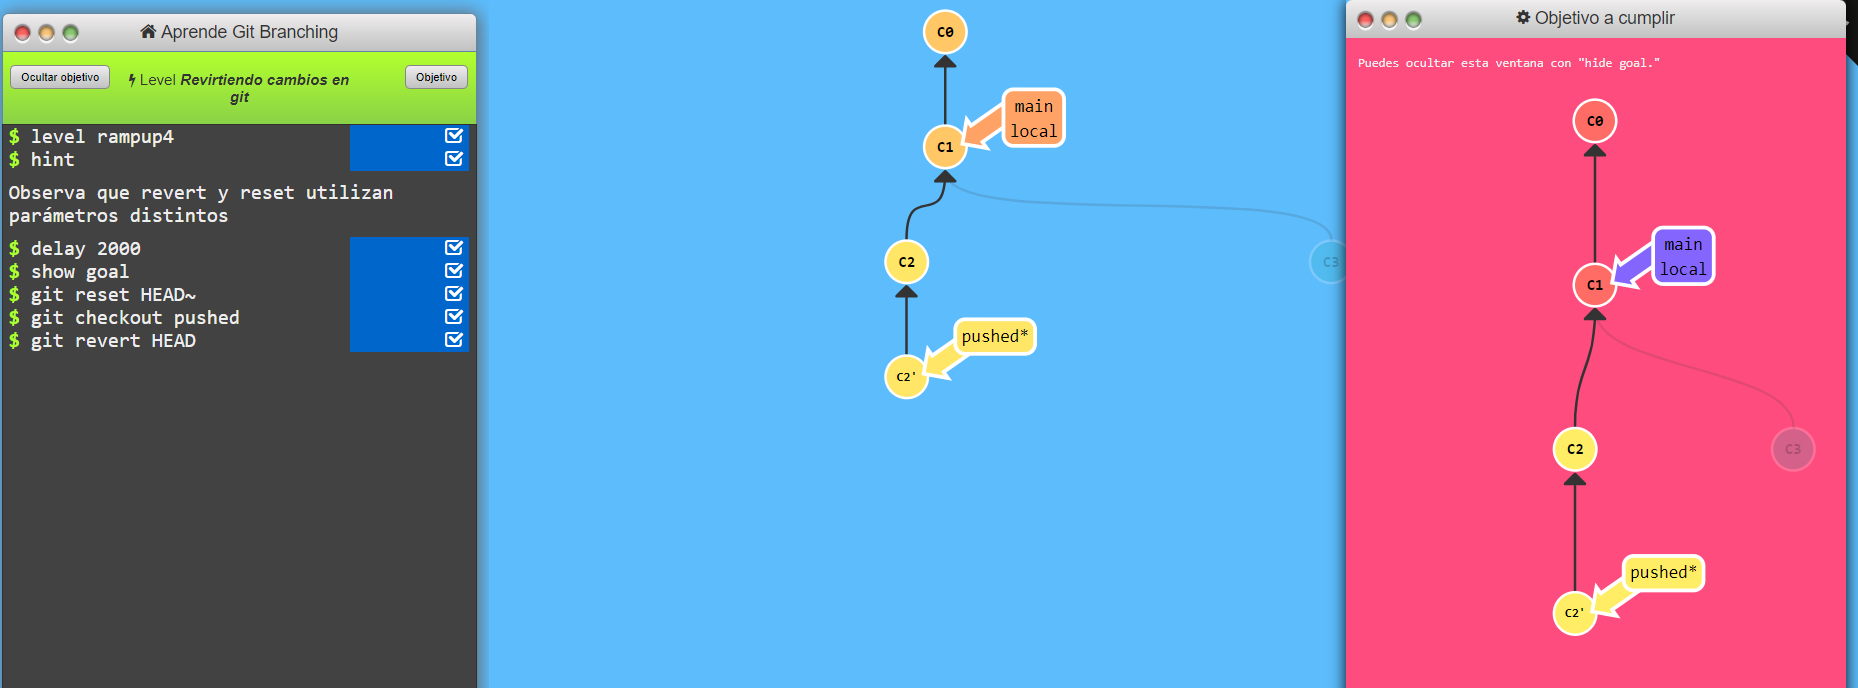 Aprende Git Branching
Ocultar objetivo
Level Revirtiendo cambios en
git
Objetivo
$ level rampup4
$ hint
Observa que revert y reset utilizan
parámetros distintos
$ delay 2000
$ show goal
$ git reset HEAD~
$ git checkout pushed
$ git revert HEAD
C0
main
local
C1
C2
C3
pushed*
C2'
Objetivo a cumplir
Puedes ocultar esta ventana con "hide goal."
C0
main
local
C1
C2
C3
pushed*
C2'